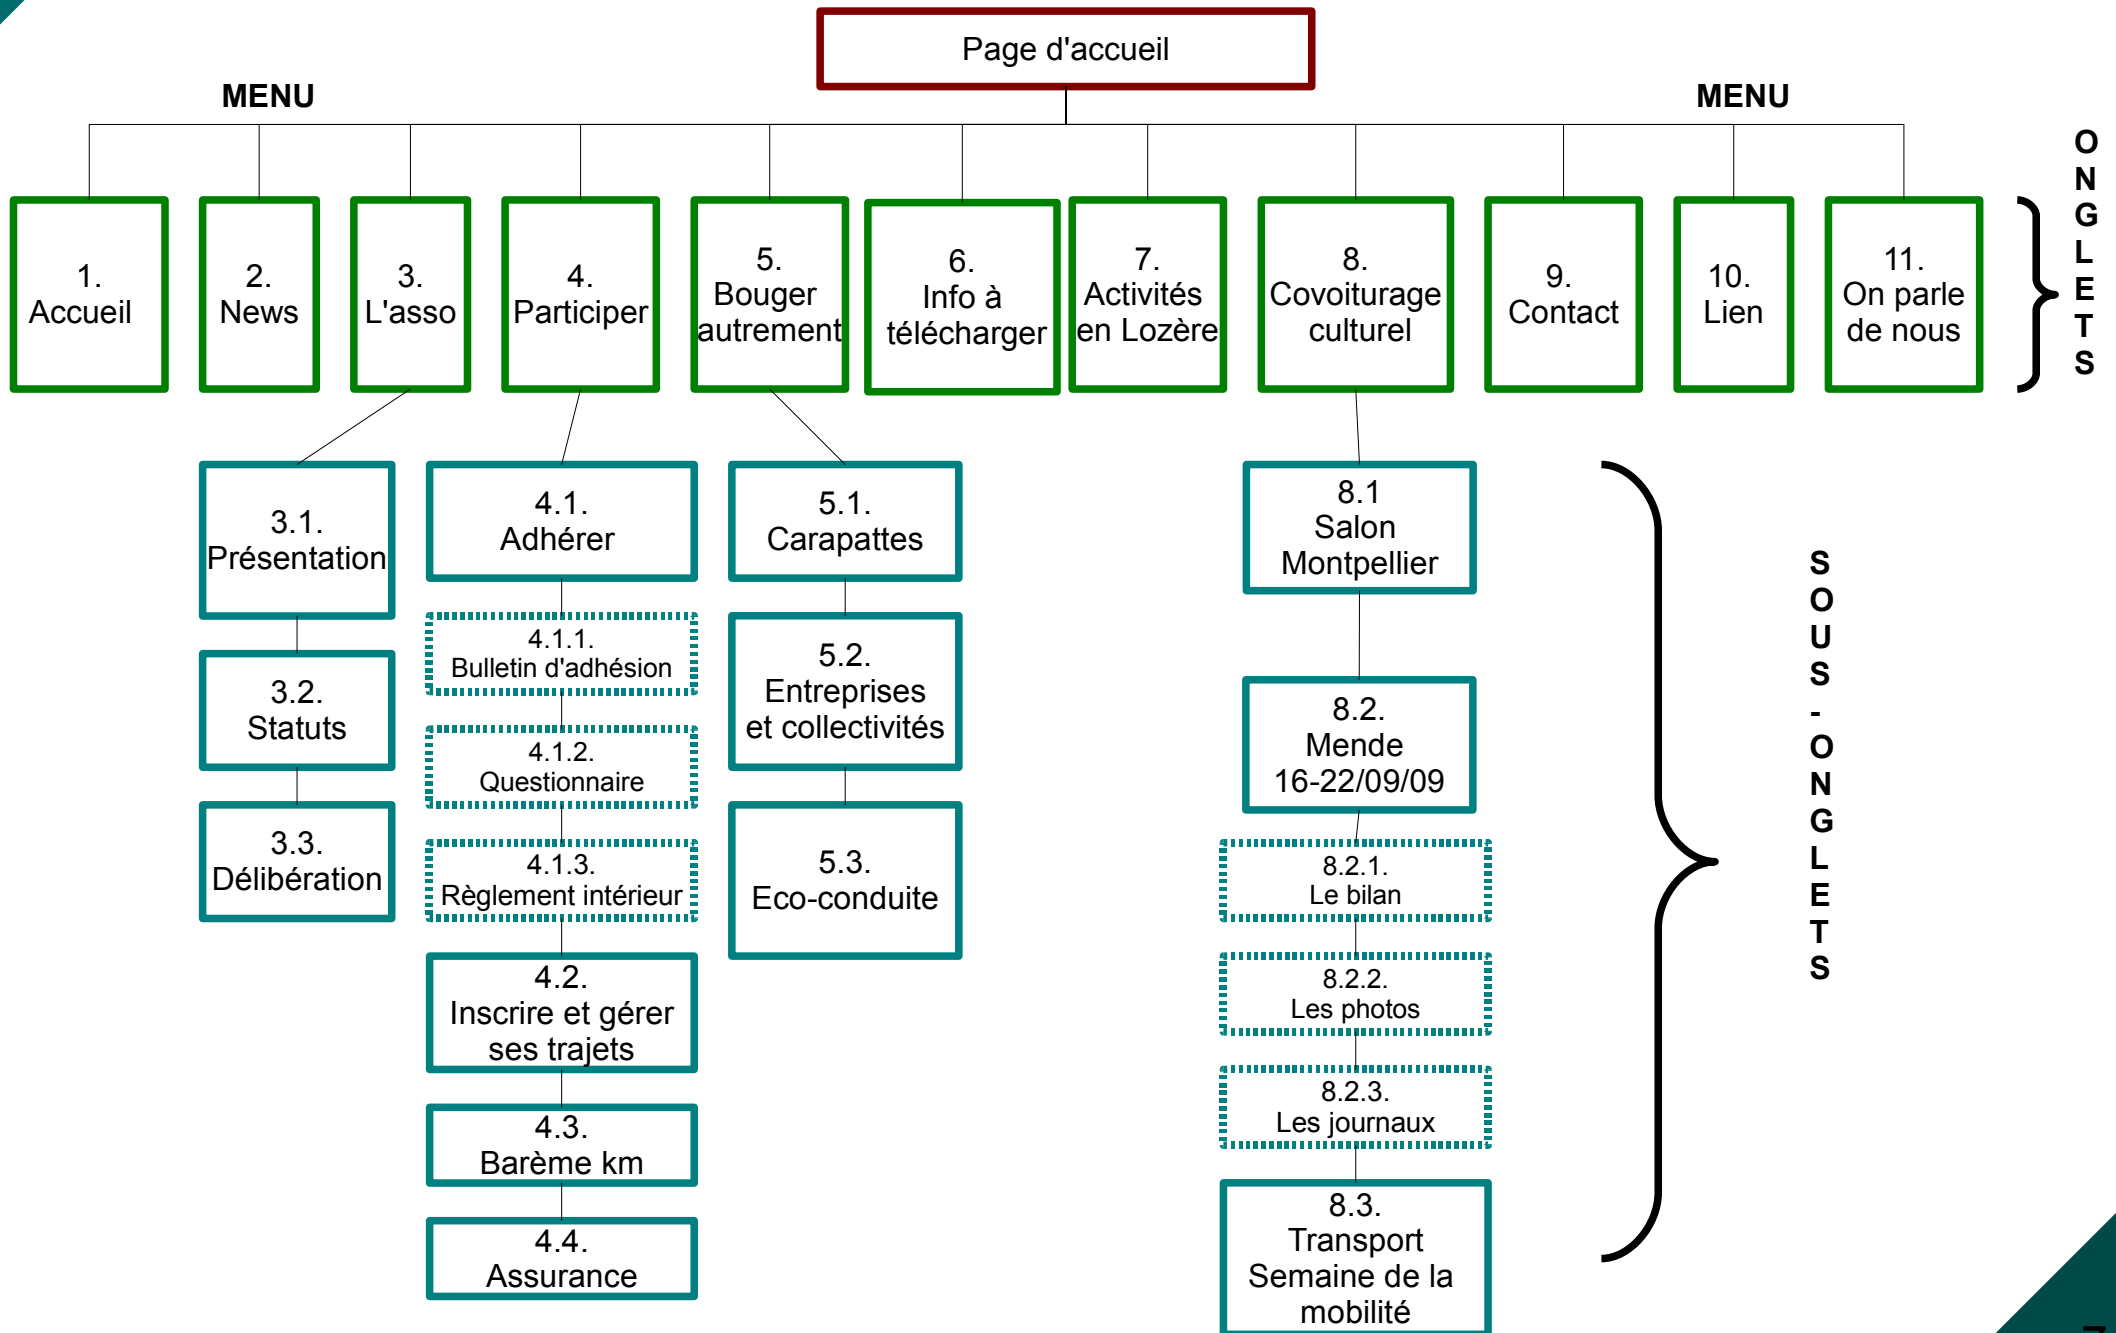 Page d'accueil
MENU
MENU
1.
Accueil
2.
News
3.
L'asso
4.
Participer
5.
Bouger
autrement
6.
Info à
télécharger
7.
Activités
en Lozère
8.
Covoiturage
culturel
9.
Contact
10.
Lien
11.
On parle
de nous
O
N
G
L
E
T
S
3.1.
Présentation
3.2.
Statuts
3.3.
Délibération
4.1.
Adhérer
4.1.1.
Bulletin d'adhésion
4.1.2.
Questionnaire
4.1.3.
Règlement intérieur
4.2.
Inscrire et gérer
ses trajets
4.3.
Barème km
4.4.
Assurance
5.1.
Carapattes
5.2.
Entreprises
et collectivités
5.3.
Eco-conduite
8.1
Salon
Montpellier
8.2.
Mende
16-22/09/09
8.2.1.
Le bilan
8.2.2.
Les photos
8.2.3.
Les journaux
8.3.
Transport
Semaine de la
mobilité
S
O
U
S
-
O
N
G
L
E
T
S